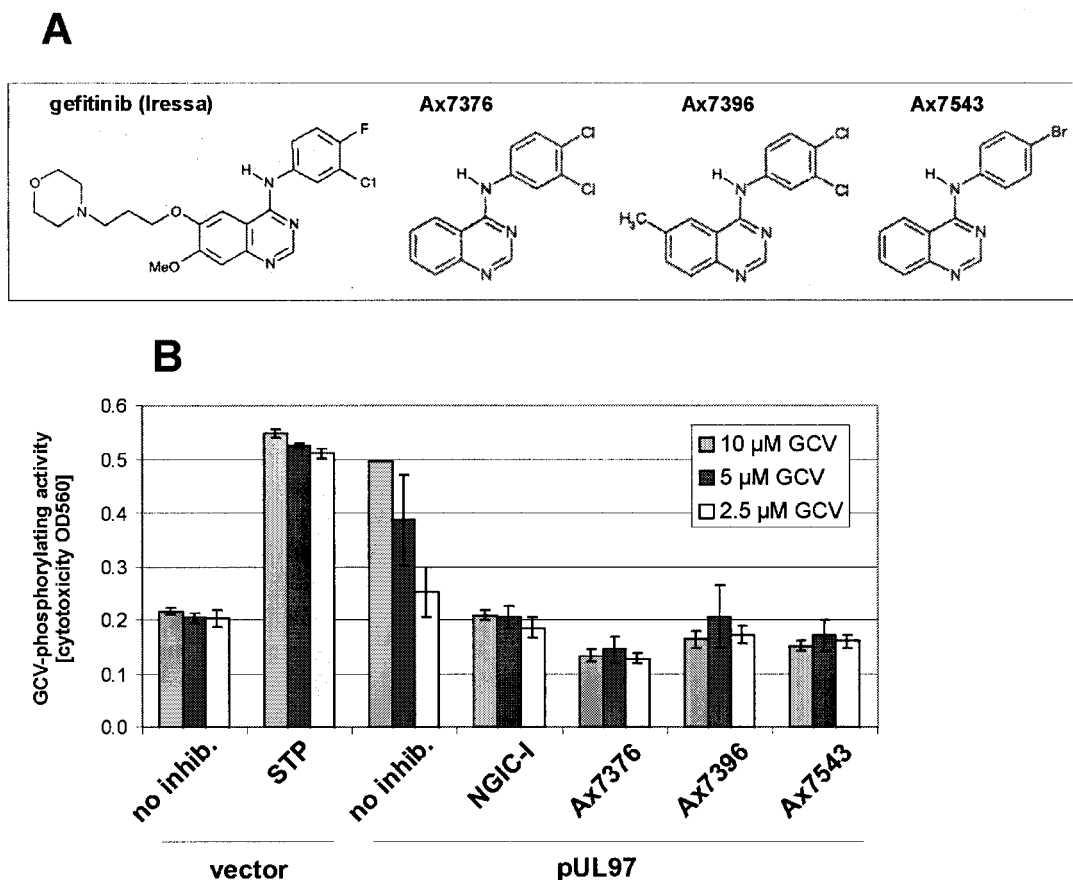 A
gefitinib (Iressa) Ax7376 Ax7396 Ax7543
F
H
N
C1
O
N
O
N
N
MeO
Cl
H
N
Cl
N
N
Cl
H
N
Cl
H₃C
N
N
Br
H
N
N
N
B
GCV-phosphorylating activity
[cytotoxicity OD560]
0.6
0.5
0.4
0.3
0.2
0.1
0.0
10 µM GCV
5 µM GCV
2.5 µM GCV
no inhib.
STP
no inhib.
NGIC-I
Ax7376
Ax7396
Ax7543
vector
pUL97